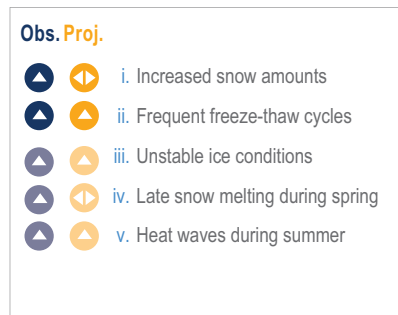 Obs. Proj.
i. Increased snow amounts
ii. Frequent freeze-thaw cycles
iii. Unstable ice conditions
iv. Late snow melting during spring
v. Heat waves during summer